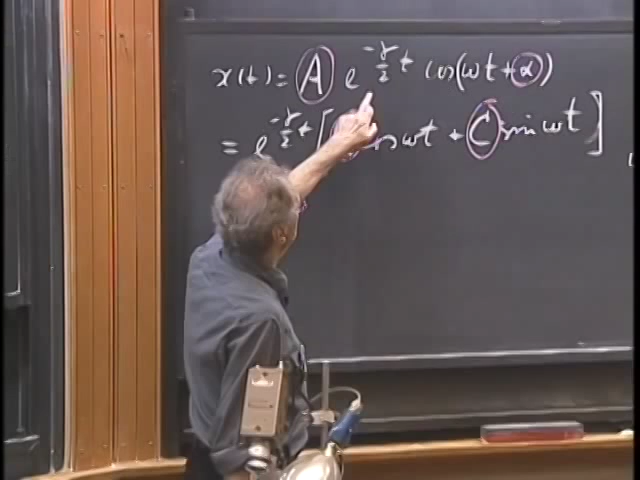 x(t) = A e^{-γ/2 t} cos(ωt + α)
= e^{-γ/2 t} [ cos ωt + C sin ωt ]